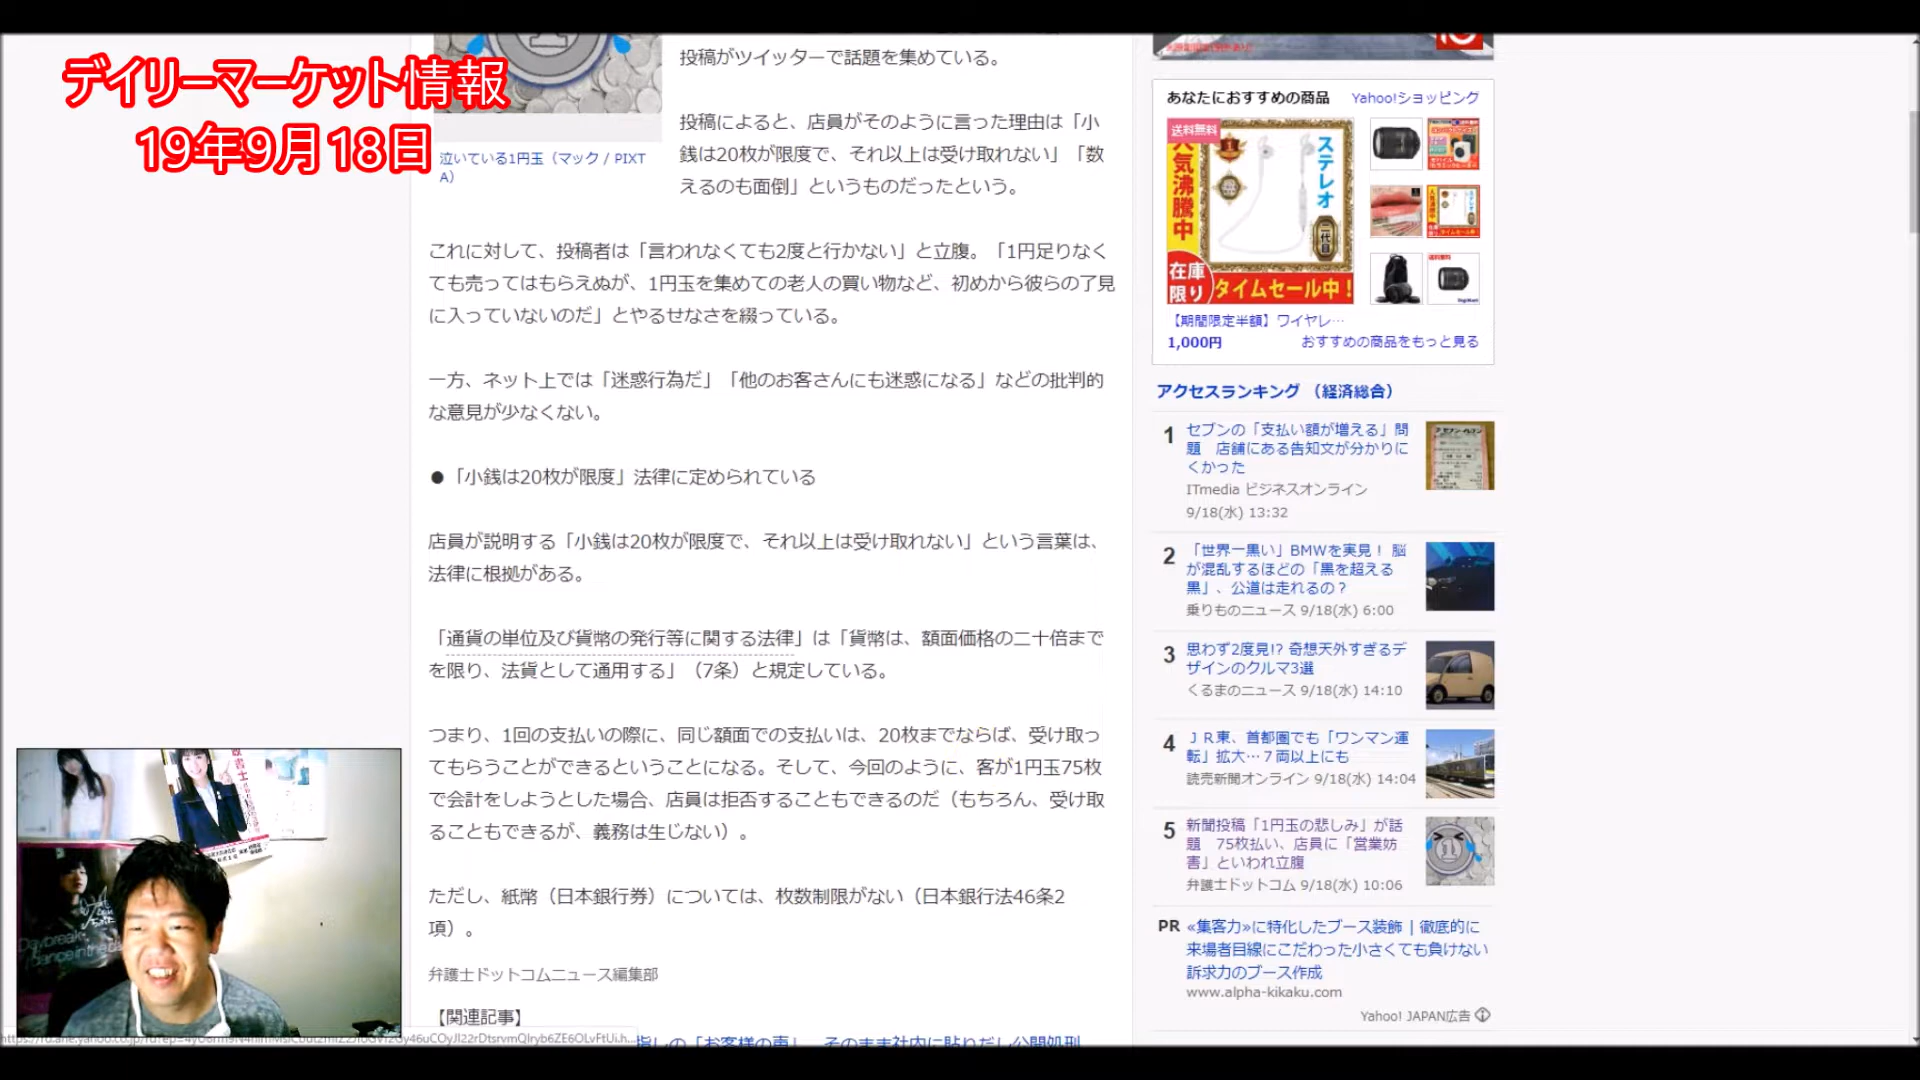 デイリーマーケット情報
19年9月18日
泣いている1円玉（マック / PIXT
A）
投稿がツイッターで話題を集めている。
投稿によると、店員がそのように言った理由は「小
銭は20枚が限度で、それ以上は受け取れない」「数
えるのも面倒」というものだったという。
これに対して、投稿者は「言われなくても2度と行かない」と立腹。「1円足りなく
ても売ってはもらえぬが、1円玉を集めての老人の買い物など、初めから彼らの了見
に入っていないのだ」とやるせなさを綴っている。
一方、ネット上では「迷惑行為だ」「他のお客さんにも迷惑になる」などの批判的
な意見が少なくない。
●「小銭は20枚が限度」法律に定められている
店員が説明する「小銭は20枚が限度で、それ以上は受け取れない」という言葉は、
法律に根拠がある。
「通貨の単位及び貨幣の発行等に関する法律」は「貨幣は、額面価格の二十倍まで
を限り、法貨として通用する」（7条）と規定している。
つまり、1回の支払いの際に、同じ額面での支払いは、20枚までならば、受け取っ
てもらうことができるということになる。そして、今回のように、客が1円玉75枚
で会計をしようとした場合、店員は拒否することもできるのだ（もちろん、受け取
ることもできるが、義務は生じない）。
ただし、紙幣（日本銀行券）については、枚数制限がない（日本銀行法46条2
項）。
弁護士ドットコムニュース編集部
【関連記事】
あなたにおすすめの商品 Yahoo!ショッピング
送料無料
人気沸騰中
ステレオ
二代目
在庫
限り
タイムセール中！
【期間限定半額】ワイヤレ…
1,000円 おすすめの商品をもっと見る
アクセスランキング （経済総合）
1 セブンの「支払い額が増える」問
題 店舗にある告知文が分かりに
くかった
ITmedia ビジネスオンライン
9/18(水) 13:32
2 「世界一黒い」BMWを実見！ 脳
が混乱するほどの「黒を超える
黒」、公道は走れるの？
乗りものニュース 9/18(水) 6:00
3 思わず2度見!? 奇想天外すぎるデ
ザインのクルマ3選
くるまのニュース 9/18(水) 14:10
4 ＪＲ東、首都圏でも「ワンマン運
転」拡大…７両以上にも
読売新聞オンライン 9/18(水) 14:04
5 新聞投稿「1円玉の悲しみ」が話
題 75枚払い、店員に「営業妨
害」といわれ立腹
弁護士ドットコム 9/18(水) 10:06
PR «集客力»に特化したブース装飾 | 徹底的に
来場者目線にこだわった小さくても負けない
訴求力のブース作成
www.alpha-kikaku.com
Yahoo! JAPAN広告